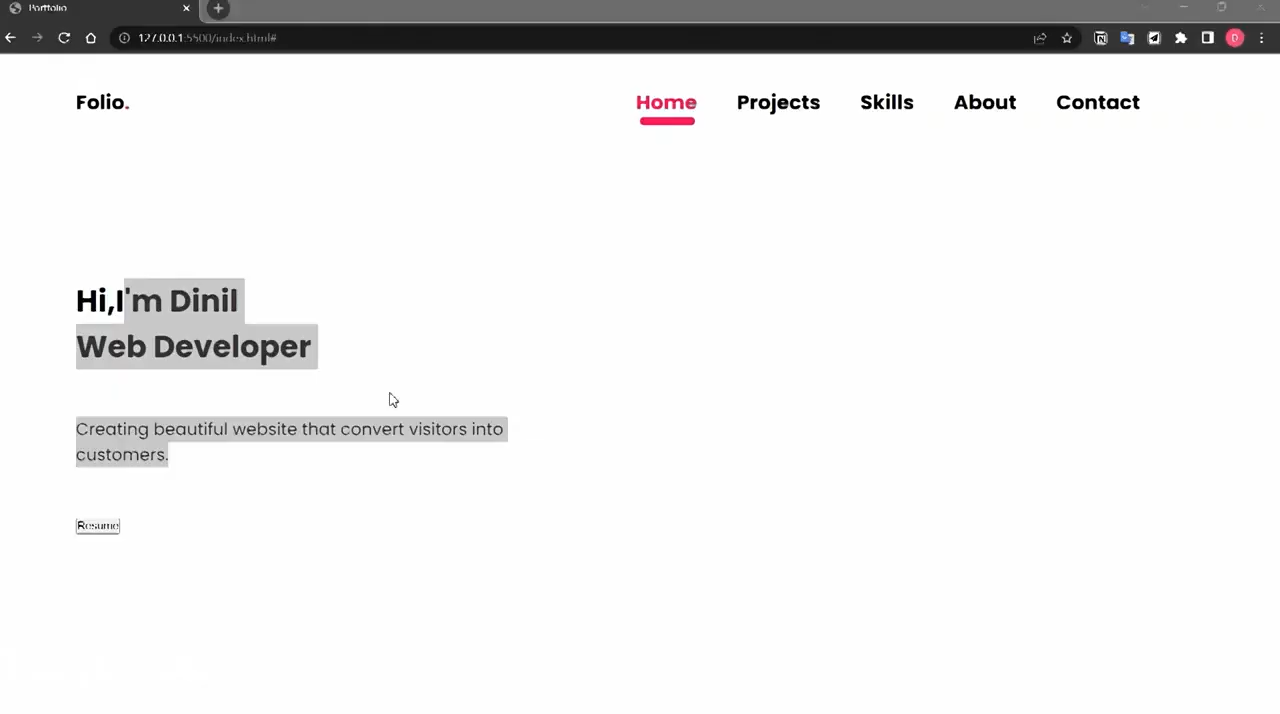 Portfolio
127.0.0.1:5500/index.html#
Folio.
Home Projects Skills About Contact
Hi,I'm Dinil
Web Developer
Creating beautiful website that convert visitors into
customers.
Resume